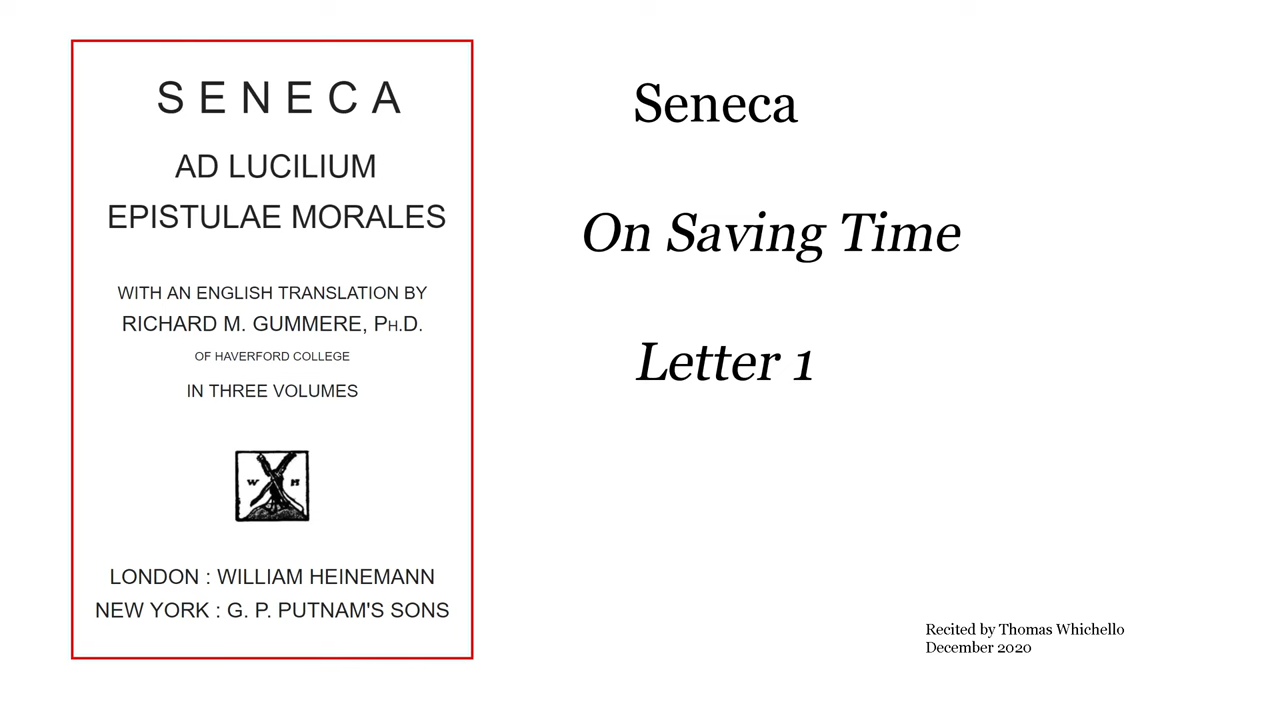 SENECA
AD LUCILIUM
EPISTULAE MORALES
WITH AN ENGLISH TRANSLATION BY
RICHARD M. GUMMERE, PH.D.
OF HAVERFORD COLLEGE
IN THREE VOLUMES
W H
LONDON : WILLIAM HEINEMANN
NEW YORK : G. P. PUTNAM'S SONS
Seneca
On Saving Time
Letter 1
Recited by Thomas Whichello
December 2020